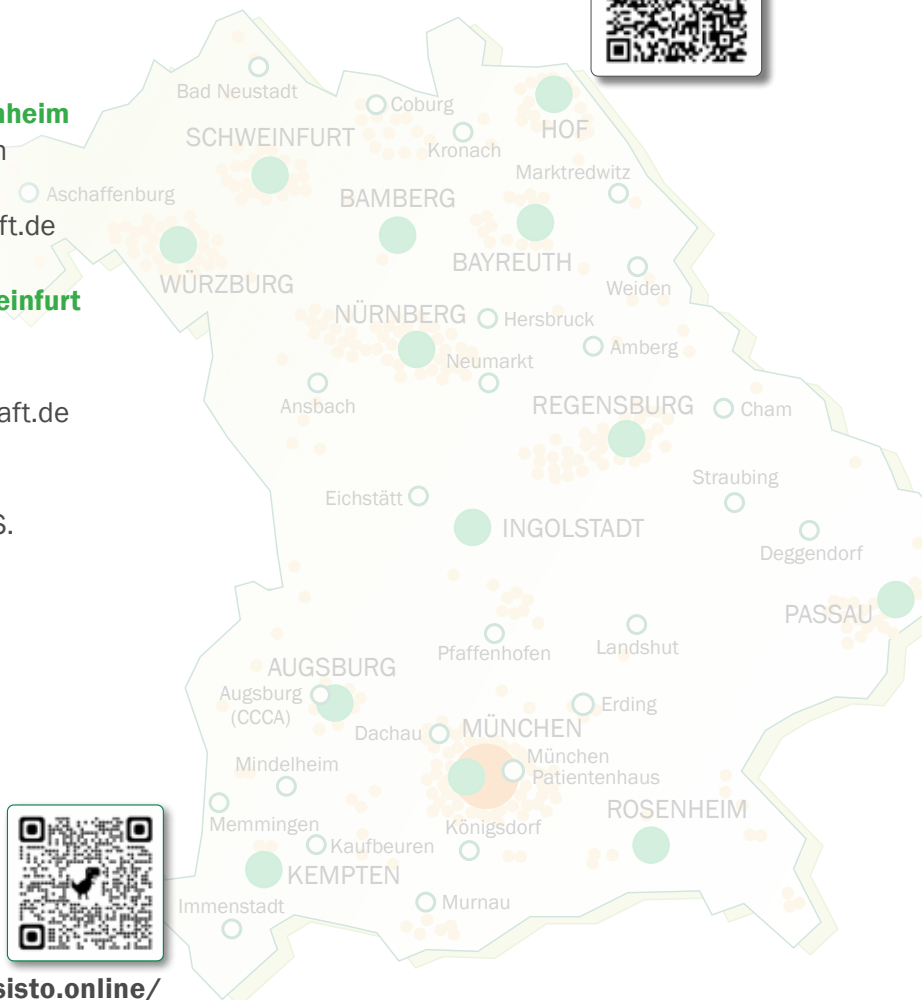 nheim
n
ft.de
einfurt
aft.de
S.
Bad Neustadt
Coburg
HOF
SCHWEINFURT
Kronach
Marktredwitz
Aschaffenburg
BAMBERG
BAYREUTH
WÜRZBURG
Weiden
NÜRNBERG
Hersbruck
Amberg
Neumarkt
Ansbach
REGENSBURG
Cham
Straubing
Eichstätt
INGOLSTADT
Deggendorf
PASSAU
Pfaffenhofen
Landshut
AUGSBURG
Augsburg
(CCCA)
Erding
Dachau
MÜNCHEN
München
Patientenhaus
Mindelheim
ROSENHEIM
Memmingen
Königsdorf
Kaufbeuren
KEMPTEN
Immenstadt
Murnau
sisto.online/